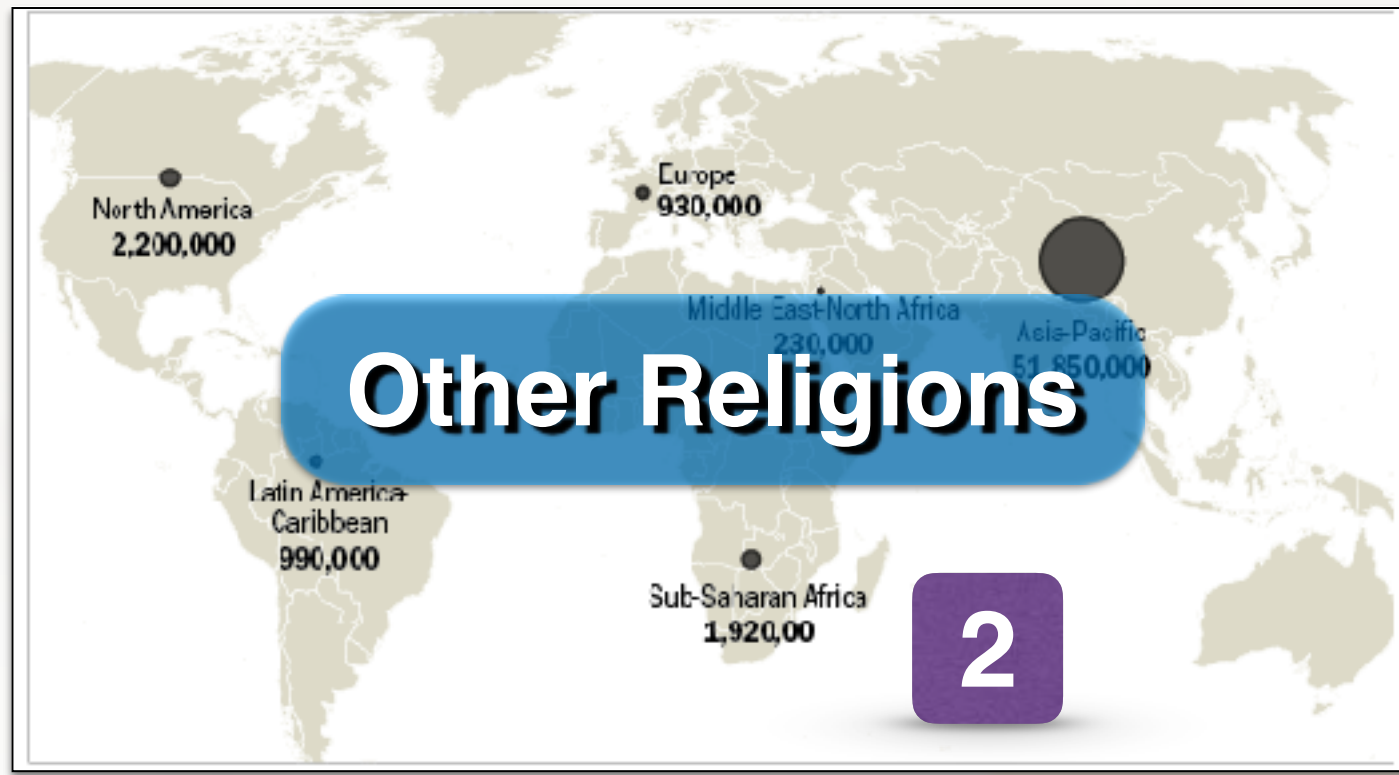 North America
2,200,000
Europe
930,000
Middle East-North Africa
230,000
Asia-Pacific
51,850,000
Other Religions
Latin America-
Caribbean
990,000
Sub-Saharan Africa
1,920,00
2